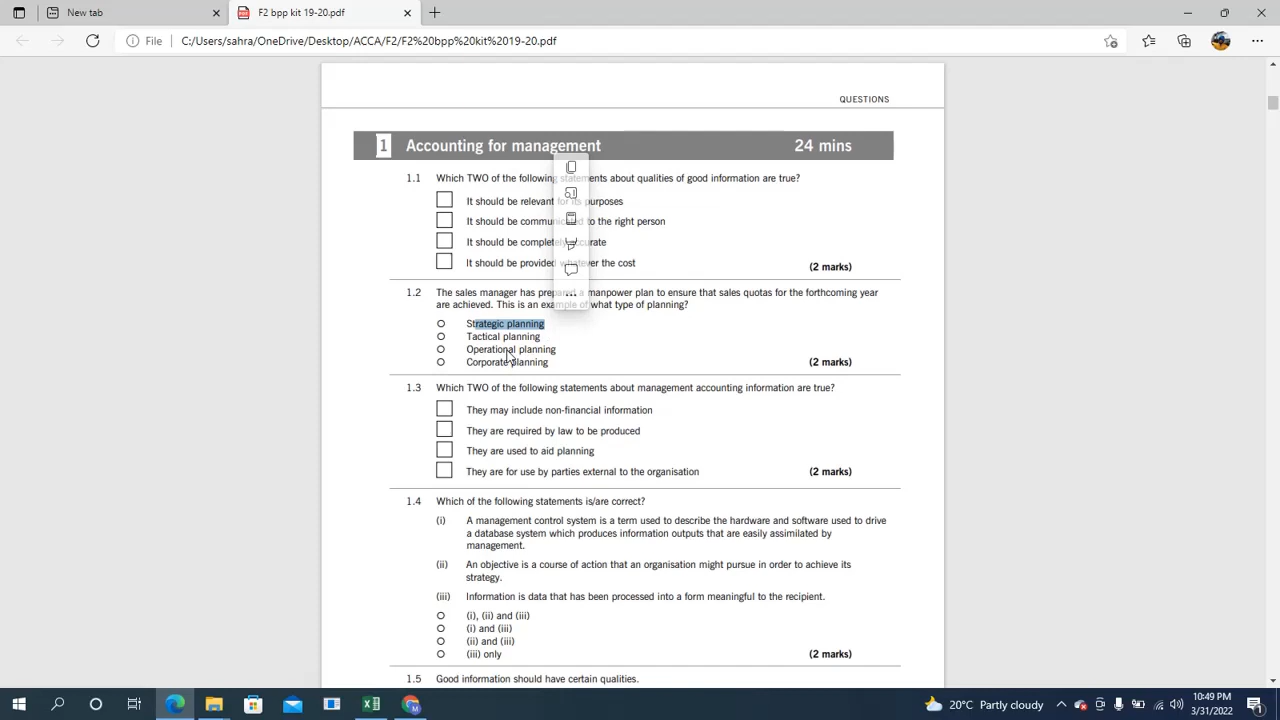 New tab
F2 bpp kit 19-20.pdf
File
C:/Users/sahra/OneDrive/Desktop/ACCA/F2/F2%20bpp%20kit%2019-20.pdf
QUESTIONS
1 Accounting for management 24 mins
1.1 Which TWO of the following statements about qualities of good information are true?
It should be relevant for its purposes
It should be communicated to the right person
It should be completely accurate
It should be provided whatever the cost (2 marks)
1.2 The sales manager has prepared a manpower plan to ensure that sales quotas for the forthcoming year
are achieved. This is an example of what type of planning?
Strategic planning
Tactical planning
Operational planning
Corporate planning (2 marks)
1.3 Which TWO of the following statements about management accounting information are true?
They may include non-financial information
They are required by law to be produced
They are used to aid planning
They are for use by parties external to the organisation (2 marks)
1.4 Which of the following statements is/are correct?
(i) A management control system is a term used to describe the hardware and software used to drive
a database system which produces information outputs that are easily assimilated by
management.
(ii) An objective is a course of action that an organisation might pursue in order to achieve its
strategy.
(iii) Information is data that has been processed into a form meaningful to the recipient.
(i), (ii) and (iii)
(i) and (iii)
(ii) and (iii)
(iii) only (2 marks)
1.5 Good information should have certain qualities.
20°C Partly cloudy
10:49 PM
3/31/2022